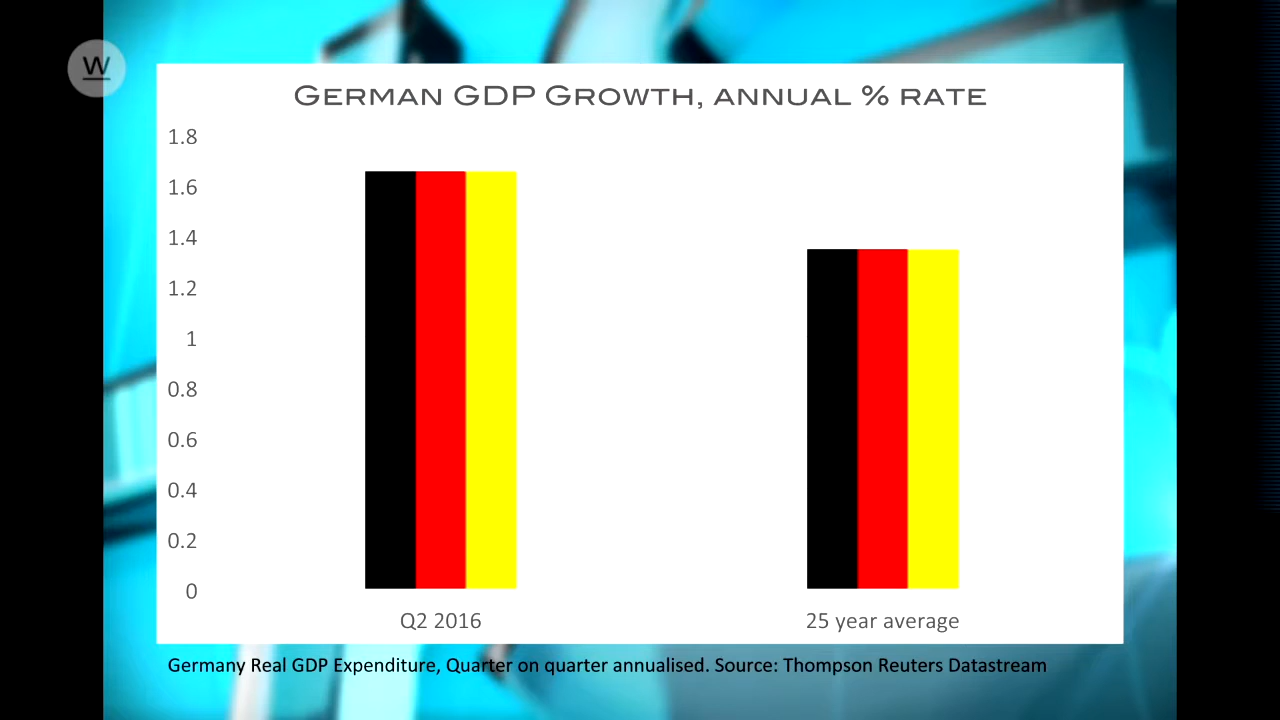 W
German GDP Growth, annual % rate
1.8
1.6
1.4
1.2
1
0.8
0.6
0.4
0.2
0
Q2 2016
25 year average
Germany Real GDP Expenditure, Quarter on quarter annualised. Source: Thompson Reuters Datastream